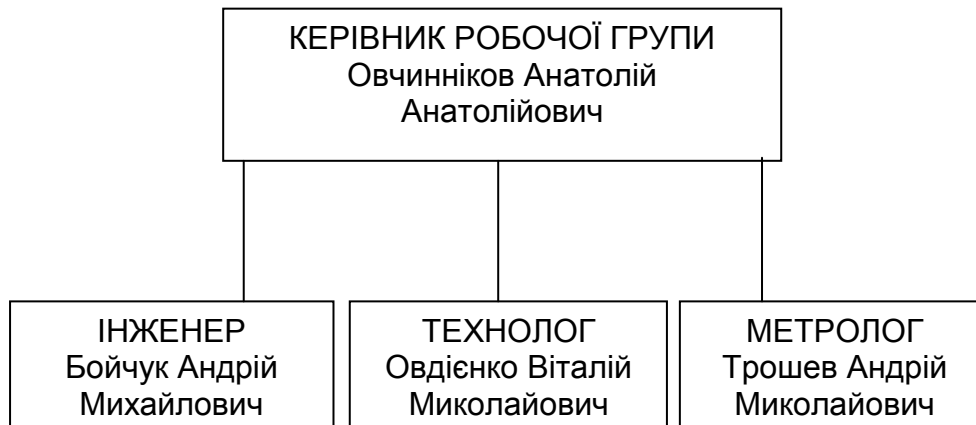 КЕРІВНИК РОБОЧОЇ ГРУПИ
Овчинніков Анатолій
Анатолійович
ІНЖЕНЕР
Бойчук Андрій
Михайлович
ТЕХНОЛОГ
Овдієнко Віталій
Миколайович
МЕТРОЛОГ
Трошев Андрій
Миколайович